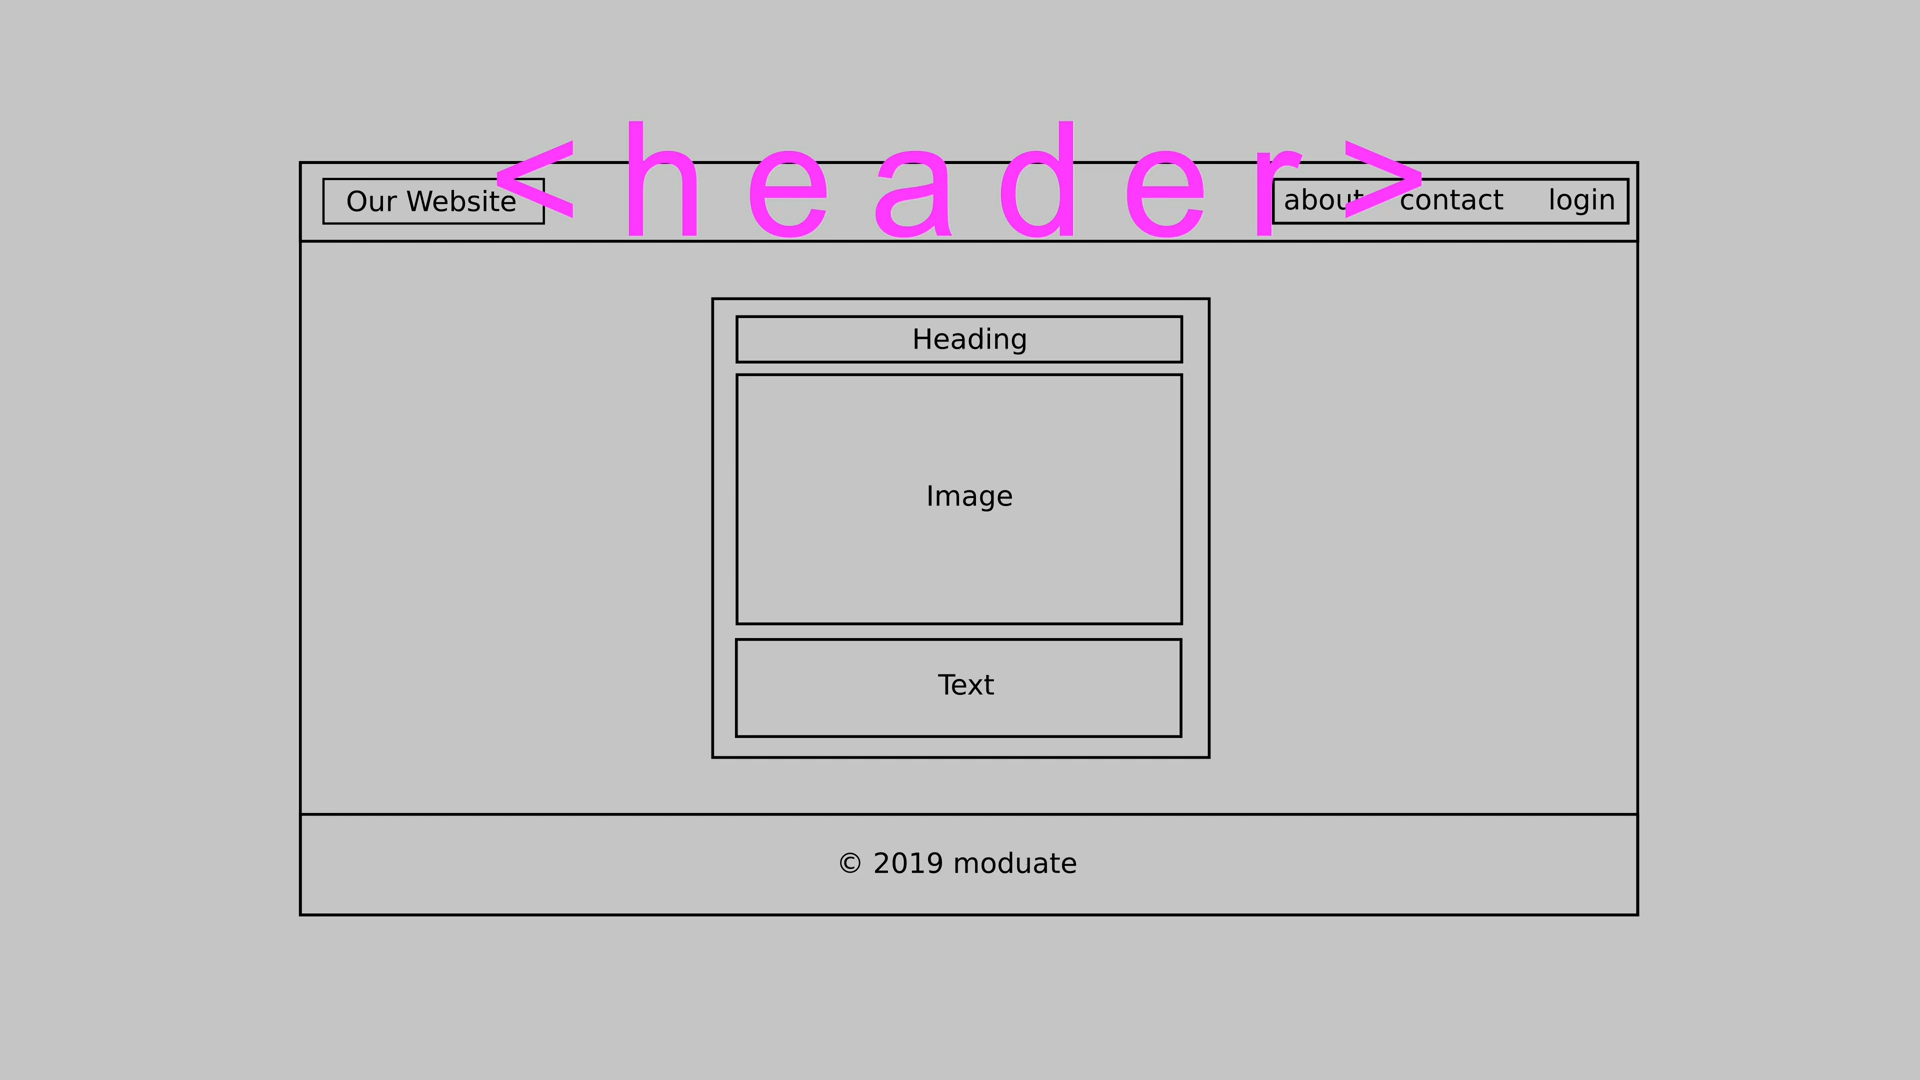 <header>
Our Website about contact login
Heading
Image
Text
© 2019 moduate